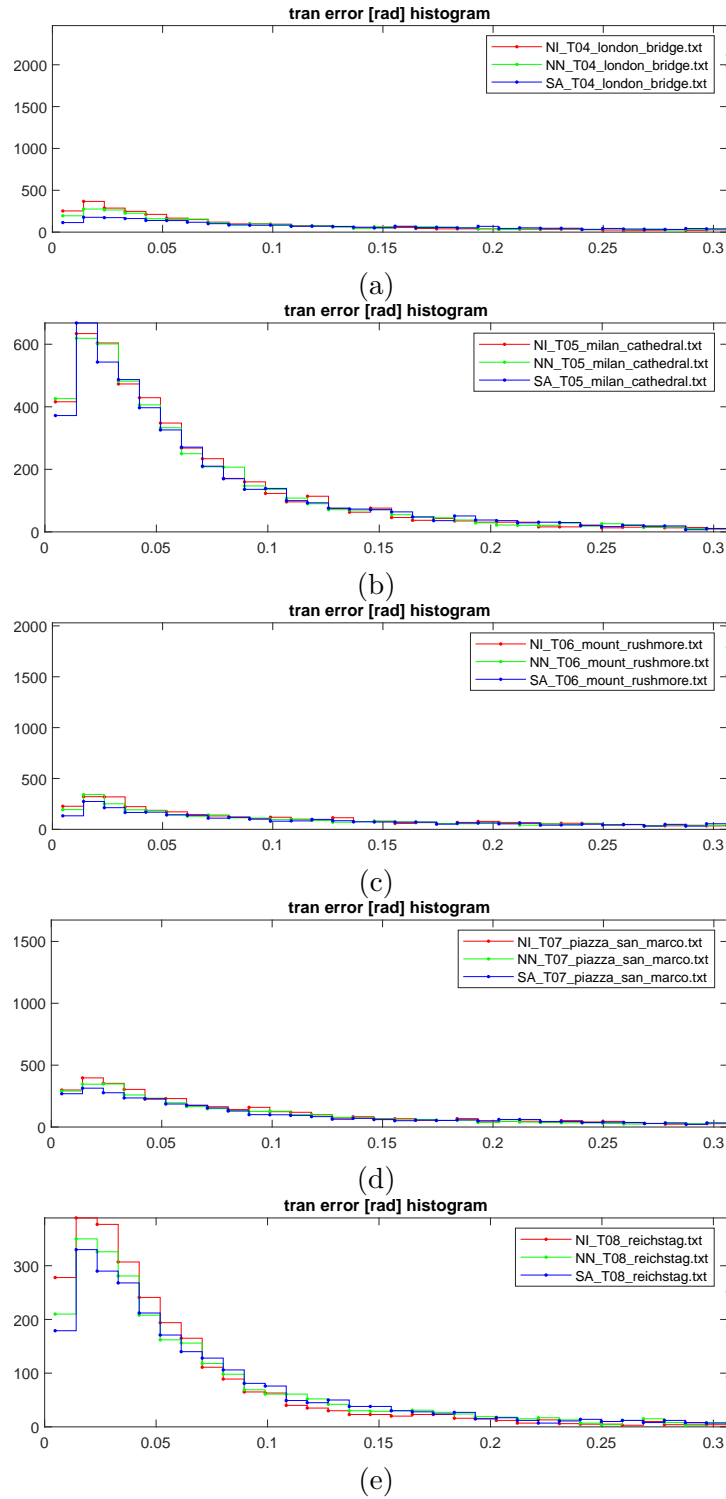 tran error [rad] histogram
2000
1500
1000
500
0
NI_T04_london_bridge.txt
NN_T04_london_bridge.txt
SA_T04_london_bridge.txt
0 0.05 0.1 0.15 0.2 0.25 0.3
(a)
tran error [rad] histogram
600
400
200
0
NI_T05_milan_cathedral.txt
NN_T05_milan_cathedral.txt
SA_T05_milan_cathedral.txt
0 0.05 0.1 0.15 0.2 0.25 0.3
(b)
tran error [rad] histogram
2000
1500
1000
500
0
NI_T06_mount_rushmore.txt
NN_T06_mount_rushmore.txt
SA_T06_mount_rushmore.txt
0 0.05 0.1 0.15 0.2 0.25 0.3
(c)
tran error [rad] histogram
1500
1000
500
0
NI_T07_piazza_san_marco.txt
NN_T07_piazza_san_marco.txt
SA_T07_piazza_san_marco.txt
0 0.05 0.1 0.15 0.2 0.25 0.3
(d)
tran error [rad] histogram
300
200
100
0
NI_T08_reichstag.txt
NN_T08_reichstag.txt
SA_T08_reichstag.txt
0 0.05 0.1 0.15 0.2 0.25 0.3
(e)